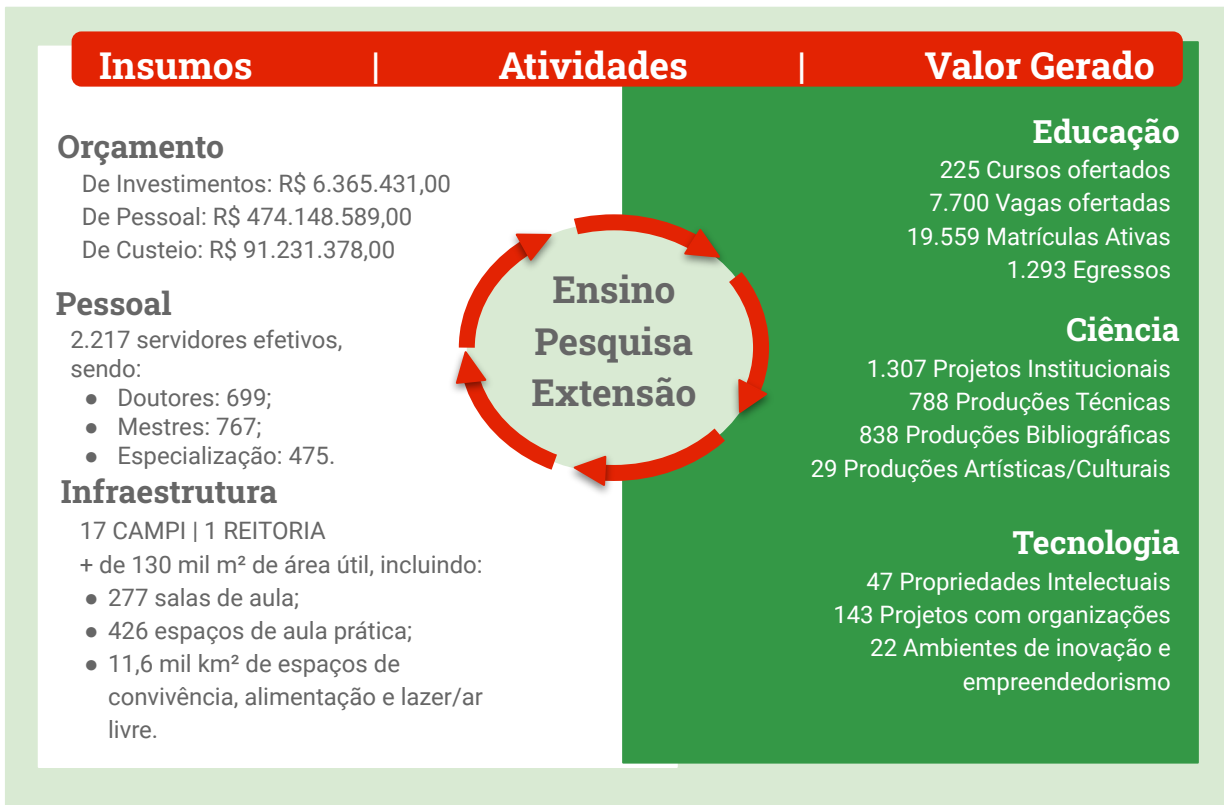 Insumos | Atividades | Valor Gerado
Orçamento
De Investimentos: R$ 6.365.431,00
De Pessoal: R$ 474.148.589,00
De Custeio: R$ 91.231.378,00
Pessoal
2.217 servidores efetivos,
sendo:
● Doutores: 699;
● Mestres: 767;
● Especialização: 475.
Infraestrutura
17 CAMPI | 1 REITORIA
+ de 130 mil m² de área útil, incluindo:
● 277 salas de aula;
● 426 espaços de aula prática;
● 11,6 mil km² de espaços de
convivência, alimentação e lazer/ar
livre.
Ensino
Pesquisa
Extensão
Educação
225 Cursos ofertados
7.700 Vagas ofertadas
19.559 Matrículas Ativas
1.293 Egressos
Ciência
1.307 Projetos Institucionais
788 Produções Técnicas
838 Produções Bibliográficas
29 Produções Artísticas/Culturais
Tecnologia
47 Propriedades Intelectuais
143 Projetos com organizações
22 Ambientes de inovação e
empreendedorismo